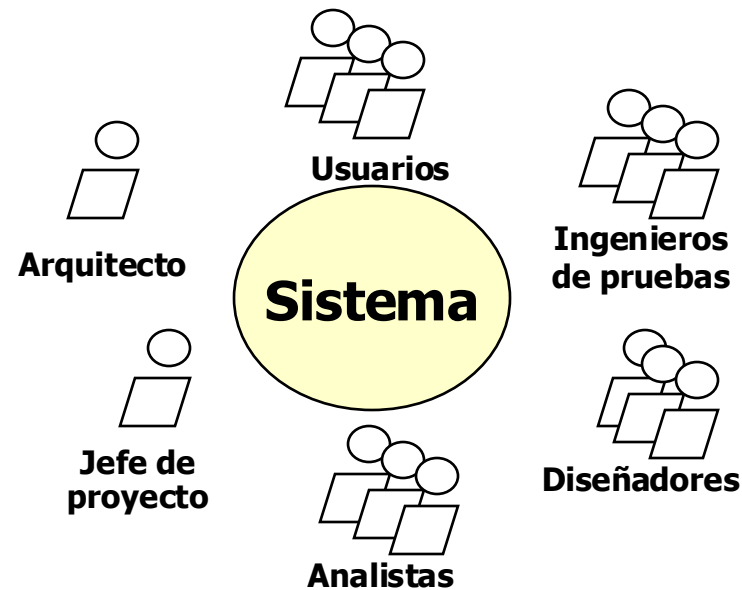 Usuarios
Arquitecto
Ingenieros
de pruebas
Sistema
Jefe de
proyecto
Diseñadores
Analistas